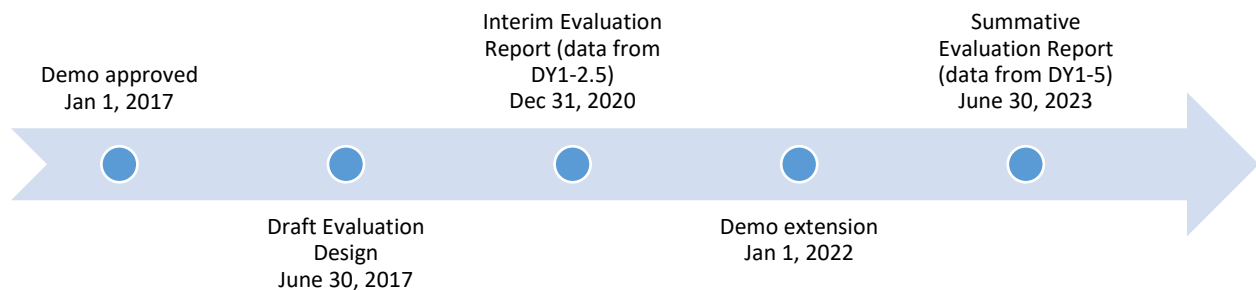 Demo approved
Jan 1, 2017
Draft Evaluation
Design
June 30, 2017
Interim Evaluation
Report (data from
DY1-2.5)
Dec 31, 2020
Demo extension
Jan 1, 2022
Summative
Evaluation Report
(data from DY1-5)
June 30, 2023